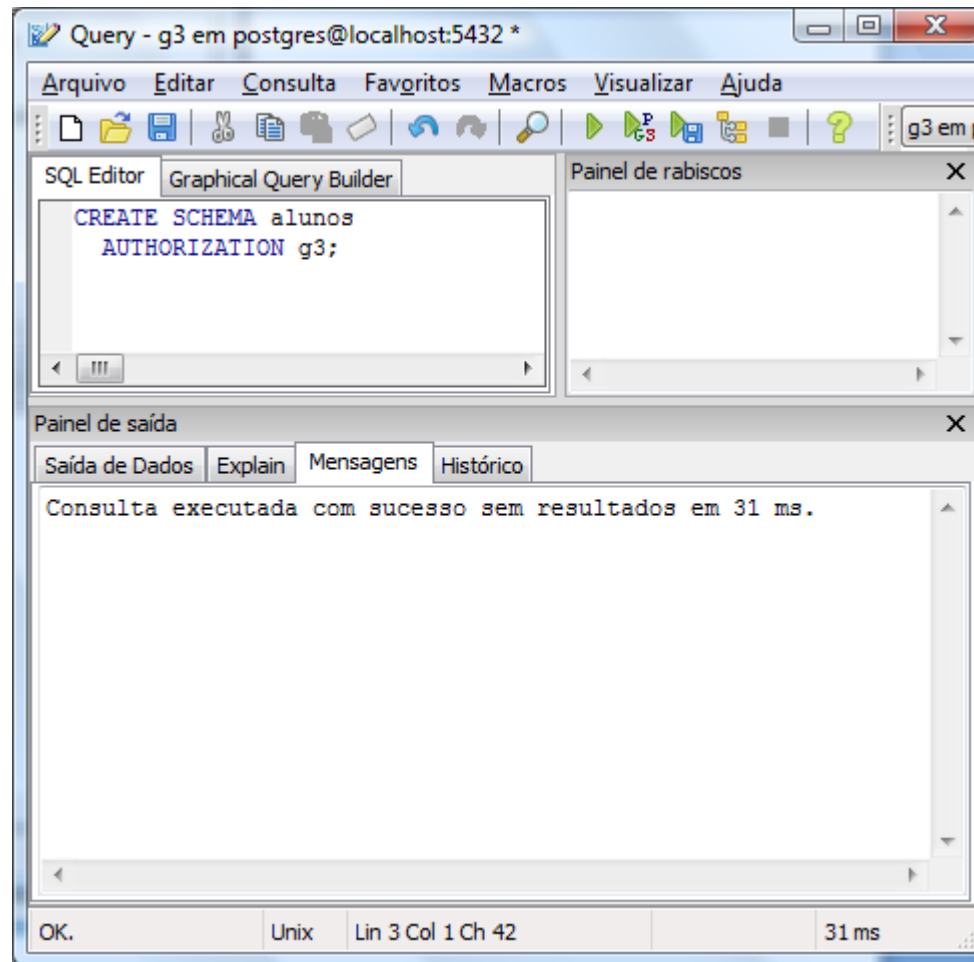 Query - g3 em postgres@localhost:5432 *
Arquivo Editar Consulta Favoritos Macros Visualizar Ajuda
g3 em
SQL Editor Graphical Query Builder
CREATE SCHEMA alunos
AUTHORIZATION g3;
Painel de rabiscos
Painel de saída
Saída de Dados Explain Mensagens Histórico
Consulta executada com sucesso sem resultados em 31 ms.
OK. Unix Lin 3 Col 1 Ch 42 31 ms